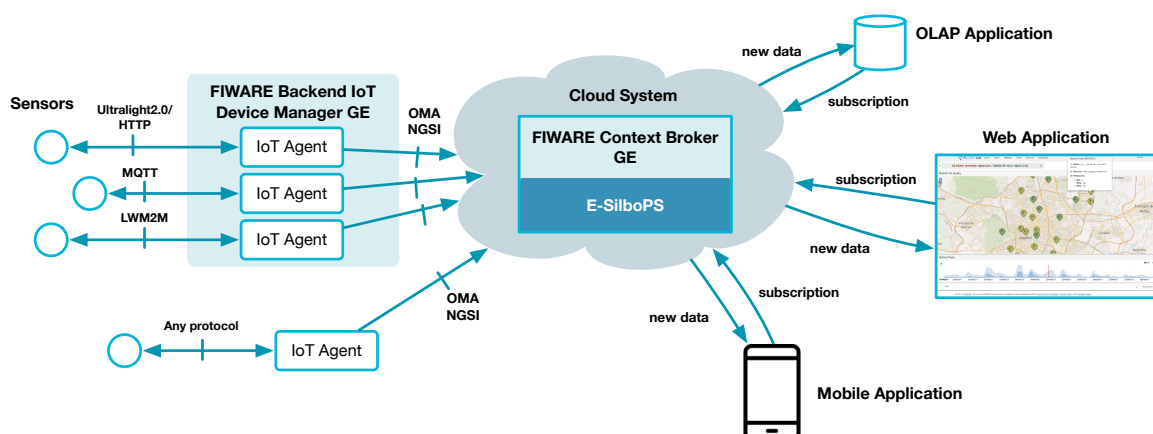 Sensors
Ultralight2.0/
HTTP
MQTT
LWM2M
FIWARE Backend IoT
Device Manager GE
IoT Agent
IoT Agent
IoT Agent
OMA
NGSI
Any protocol
IoT Agent
OMA
NGSI
Cloud System
FIWARE Context Broker
GE
E-SilboPS
new data
subscription
OLAP Application
Web Application
subscription
new data
subscription
new data
Mobile Application